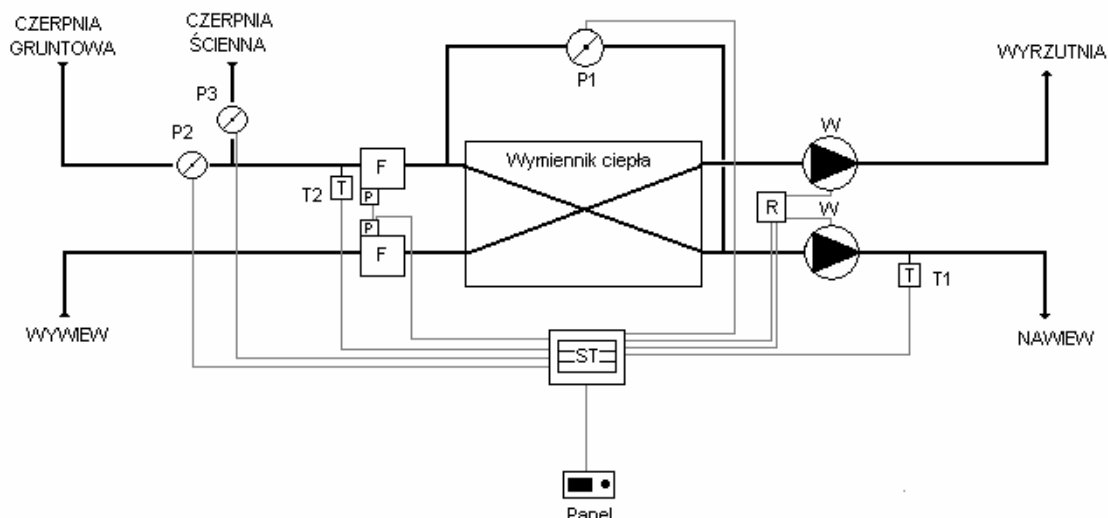 CZERPNIA
GRUNTOWA
CZERPNIA
ŚCIENNA
WYRZUTNIA
P1
P3
P2
W
Wymiennik ciepła
F
T2
T
P
R
P
W
F
T
T1
WYWIEW
NAWIEW
ST
Panel